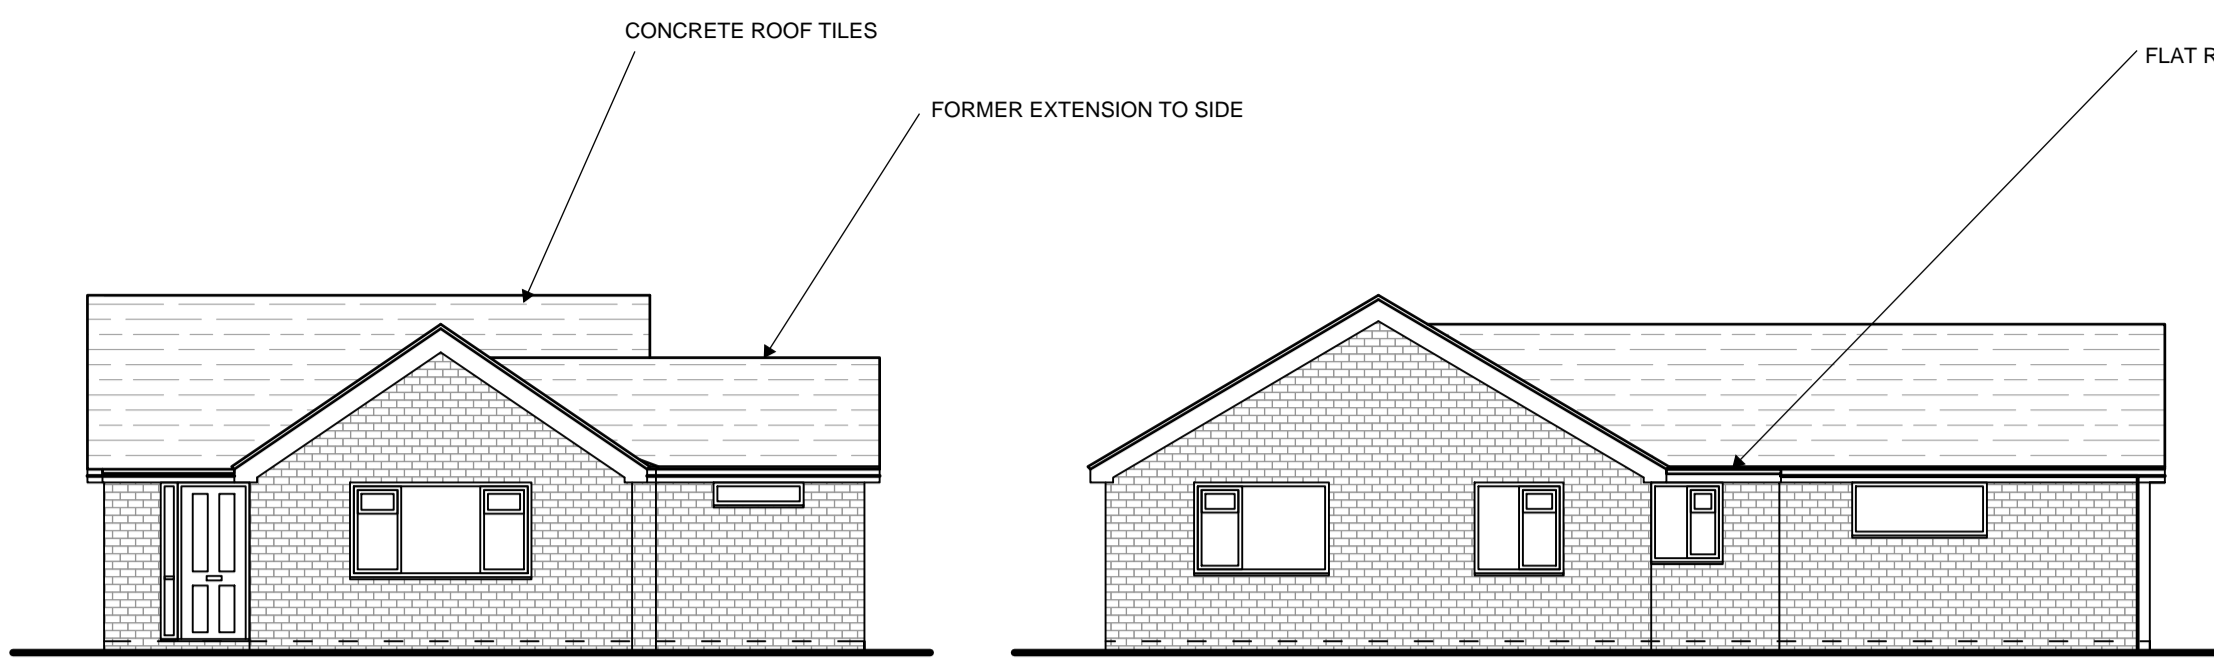 CONCRETE ROOF TILES
FLAT
FORMER EXTENSION TO SIDE